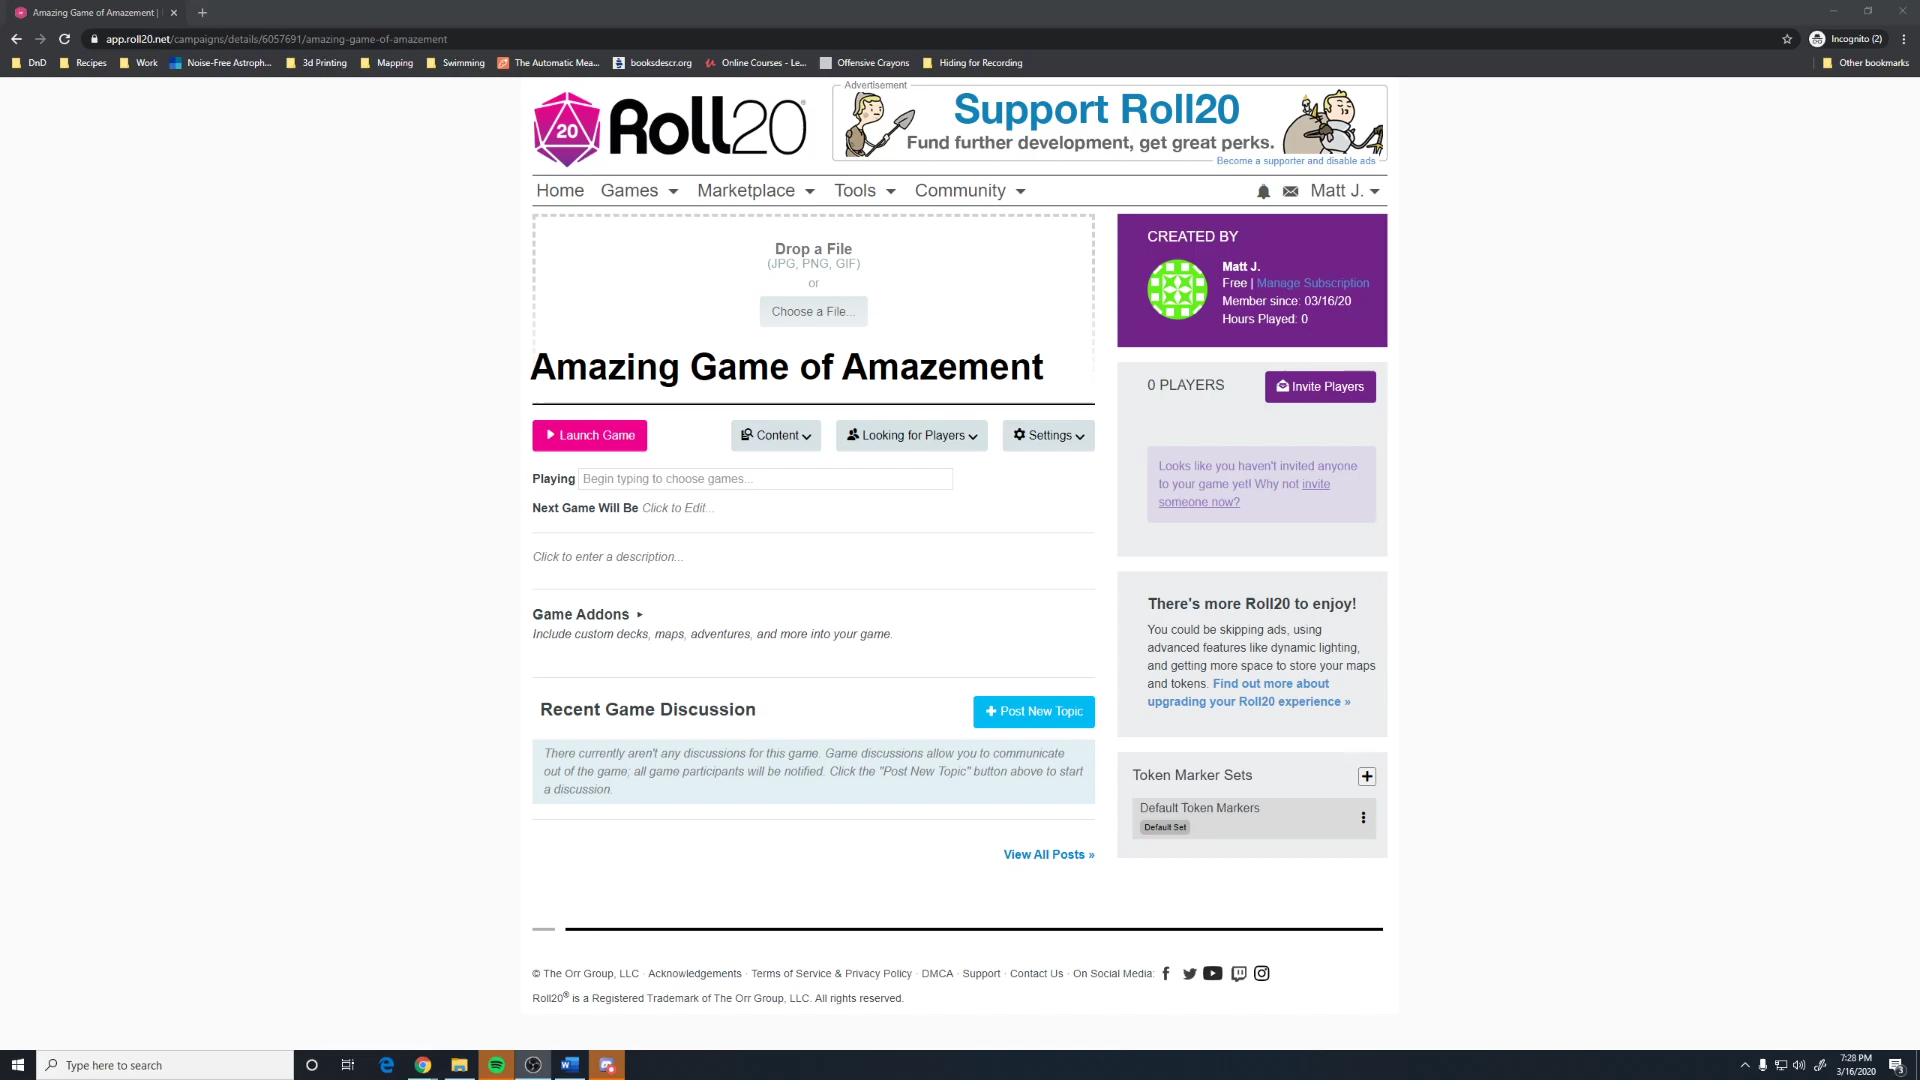 Amazing Game of Amazement |
app.roll20.net/campaigns/details/6057691/amazing-game-of-amazement
Incognito (2)
DnD
Recipes
Work
Noise-Free Astroph...
3d Printing
Mapping
Swimming
The Automatic Mea...
booksdescr.org
Online Courses - Le...
Offensive Crayons
Hiding for Recording
Other bookmarks
20
Roll20®
Advertisement
Support Roll20
Fund further development, get great perks.
Become a supporter and disable ads
Home
Games
Marketplace
Tools
Community
Matt J.
Drop a File
(JPG, PNG, GIF)
or
Choose a File...
Amazing Game of Amazement
Launch Game
Content
Looking for Players
Settings
Playing Begin typing to choose games...
Next Game Will Be Click to Edit...
Click to enter a description...
Game Addons
Include custom decks, maps, adventures, and more into your game.
Recent Game Discussion
Post New Topic
There currently aren't any discussions for this game. Game discussions allow you to communicate
out of the game; all game participants will be notified. Click the "Post New Topic" button above to start
a discussion.
View All Posts »
CREATED BY
Matt J.
Free | Manage Subscription
Member since: 03/16/20
Hours Played: 0
0 PLAYERS
Invite Players
Looks like you haven't invited anyone
to your game yet! Why not invite
someone now?
There's more Roll20 to enjoy!
You could be skipping ads, using
advanced features like dynamic lighting,
and getting more space to store your maps
and tokens. Find out more about
upgrading your Roll20 experience »
Token Marker Sets
Default Token Markers
Default Set
© The Orr Group, LLC · Acknowledgements · Terms of Service & Privacy Policy · DMCA · Support · Contact Us · On Social Media:
Roll20® is a Registered Trademark of The Orr Group, LLC. All rights reserved.
Type here to search
7:28 PM
3/16/2020
3